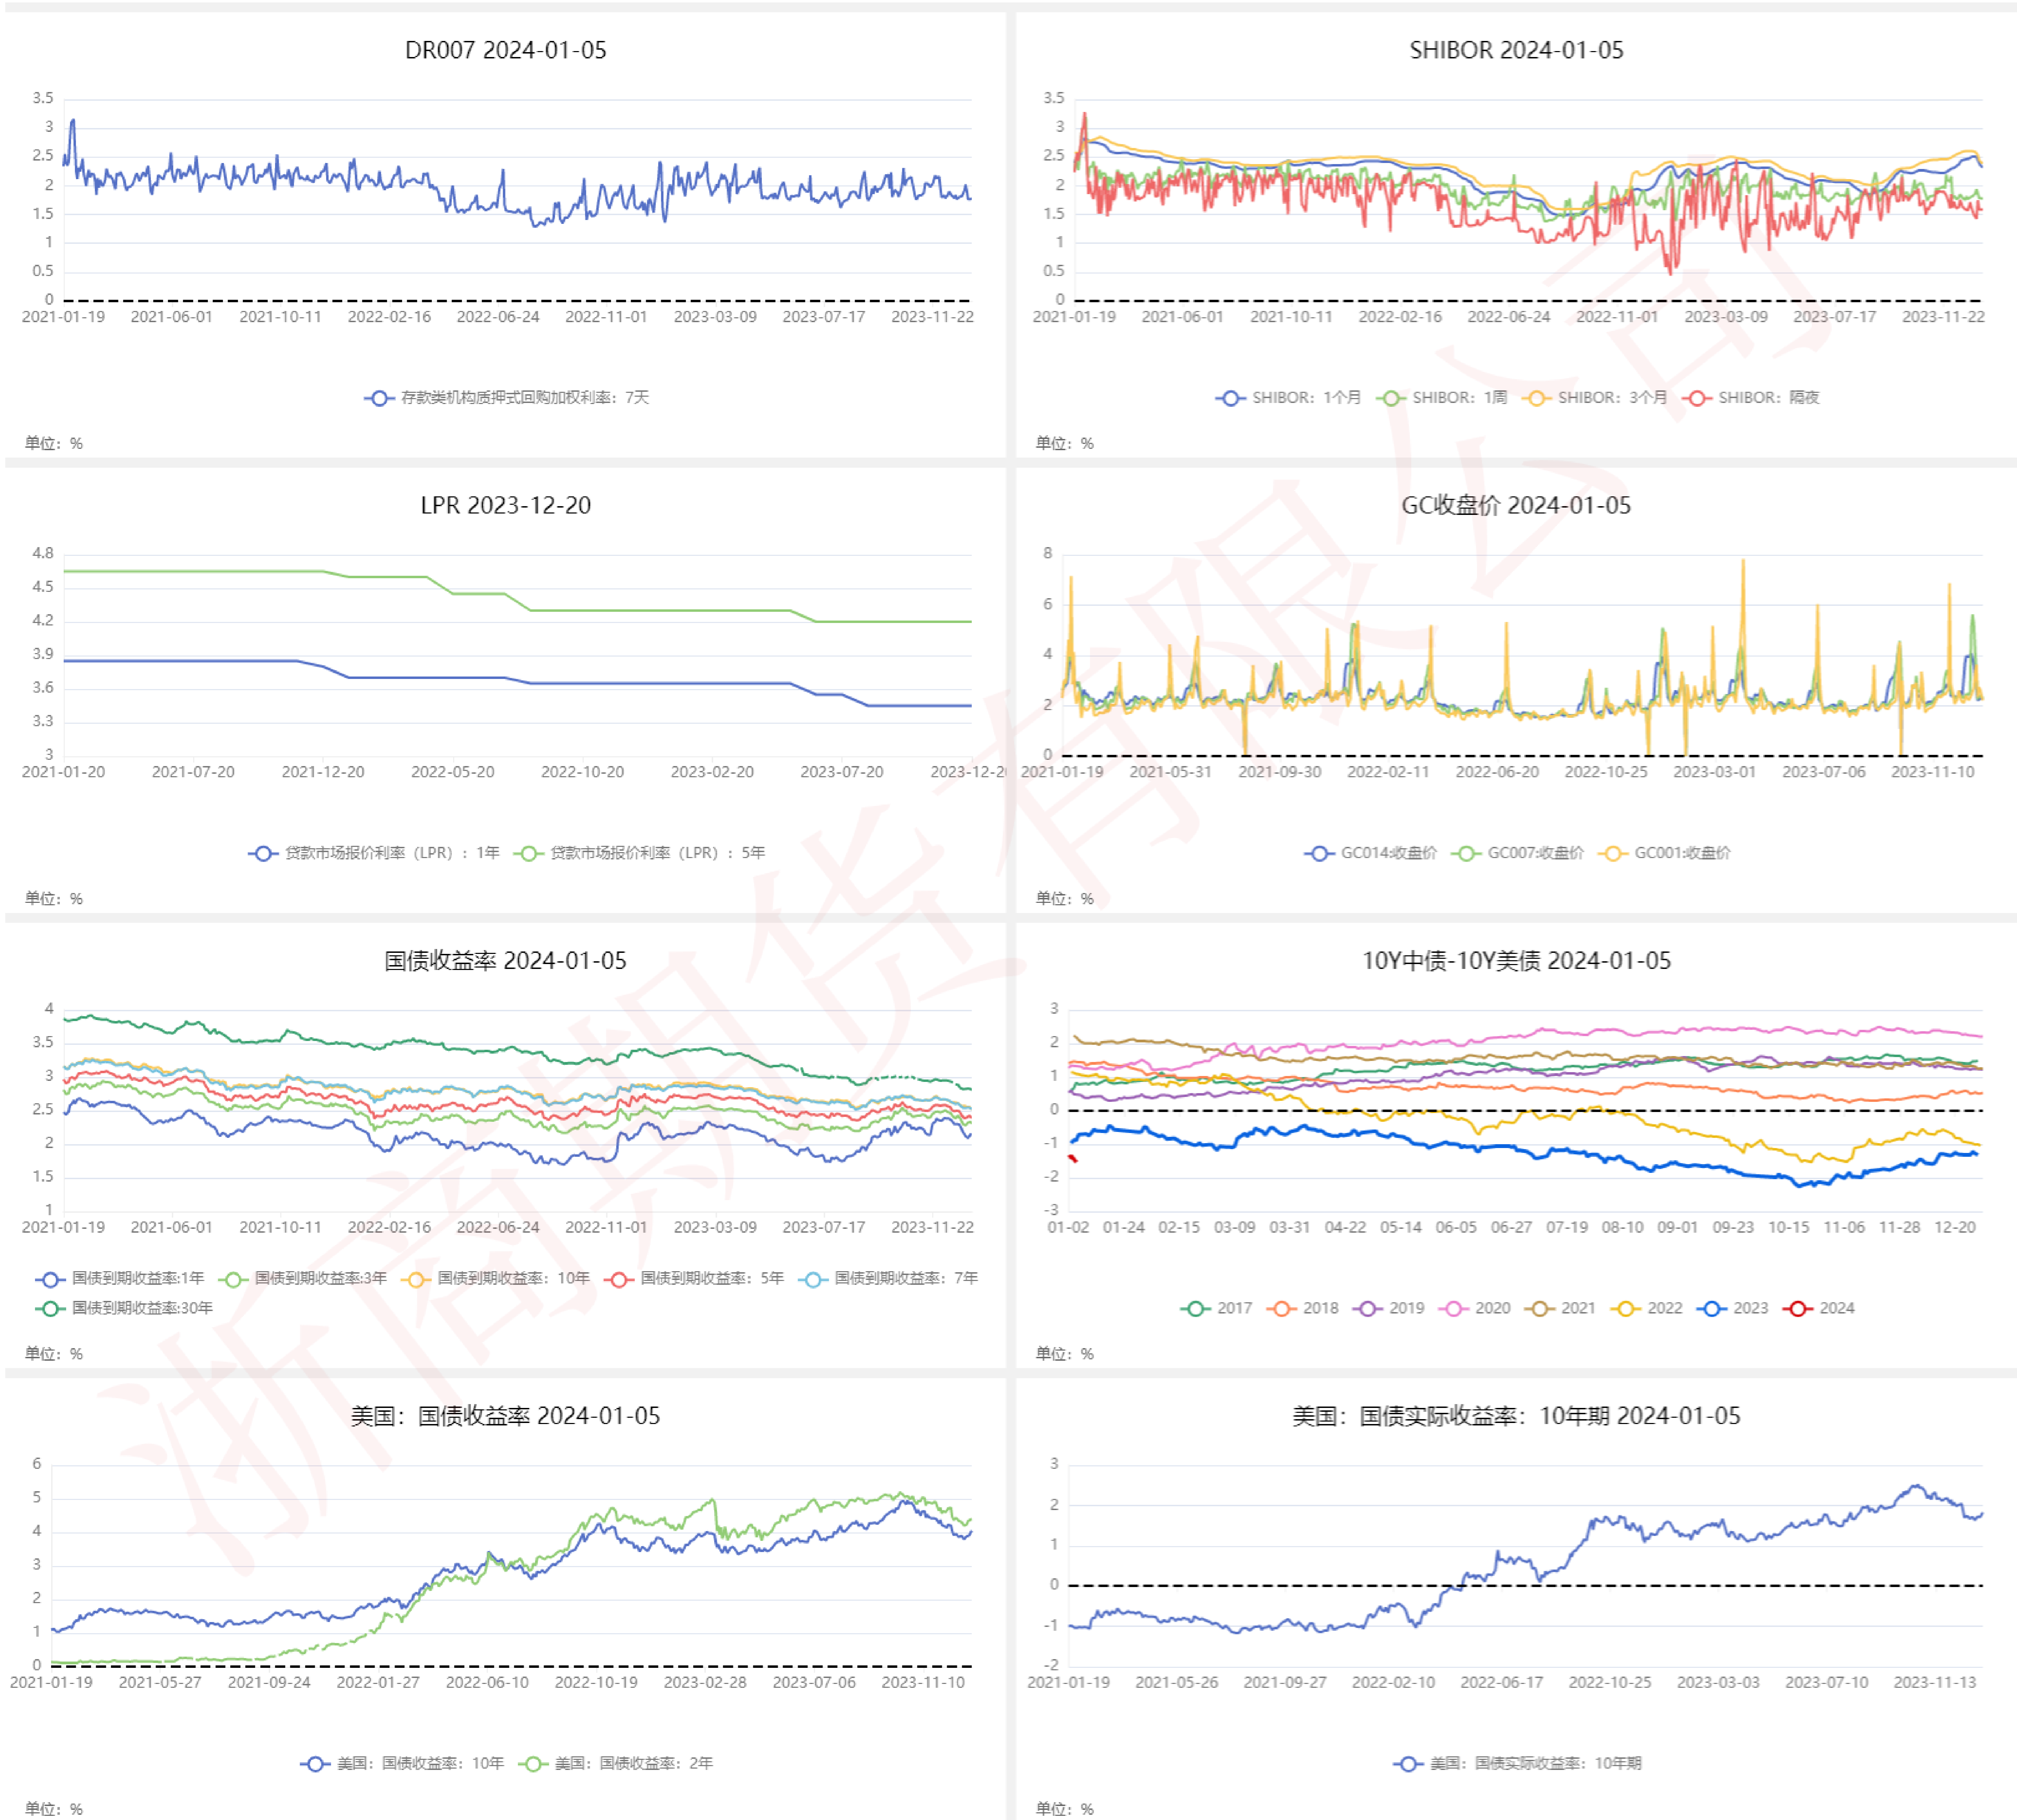 DR007 2024-01-05
3.5
3
2.5
2
1.5
1
0.5
0
2021-01-19 2021-06-01 2021-10-11 2022-02-16 2022-06-24 2022-11-01 2023-03-09 2023-07-17 2023-11-22
存款类机构质押式回购加权利率：7天
单位：%
SHIBOR 2024-01-05
3.5
3
2.5
2
1.5
1
0.5
0
2021-01-19 2021-06-01 2021-10-11 2022-02-16 2022-06-24 2022-11-01 2023-03-09 2023-07-17 2023-11-22
SHIBOR：1个月 SHIBOR：1周 SHIBOR：3个月 SHIBOR：隔夜
单位：%
LPR 2023-12-20
4.8
4.5
4.2
3.9
3.6
3.3
3
2021-01-20 2021-07-20 2021-12-20 2022-05-20 2022-10-20 2023-02-20 2023-07-20 2023-12-20
贷款市场报价利率（LPR）：1年 贷款市场报价利率（LPR）：5年
单位：%
GC收盘价 2024-01-05
8
6
4
2
0
2021-01-19 2021-05-31 2021-09-30 2022-02-11 2022-06-20 2022-10-25 2023-03-01 2023-07-06 2023-11-10
GC014:收盘价 GC007:收盘价 GC001:收盘价
单位：%
国债收益率 2024-01-05
4
3.5
3
2.5
2
1.5
1
2021-01-19 2021-06-01 2021-10-11 2022-02-16 2022-06-24 2022-11-01 2023-03-09 2023-07-17 2023-11-22
国债到期收益率:1年 国债到期收益率:3年 国债到期收益率：10年 国债到期收益率：5年 国债到期收益率：7年
国债到期收益率:30年
单位：%
10Y中债-10Y美债 2024-01-05
3
2
1
0
-1
-2
-3
01-02 01-24 02-15 03-09 03-31 04-22 05-14 06-05 06-27 07-19 08-10 09-01 09-23 10-15 11-06 11-28 12-20
2017 2018 2019 2020 2021 2022 2023 2024
单位：%
美国：国债收益率 2024-01-05
6
5
4
3
2
1
0
2021-01-19 2021-05-27 2021-09-24 2022-01-27 2022-06-10 2022-10-19 2023-02-28 2023-07-06 2023-11-10
美国：国债收益率：10年 美国：国债收益率：2年
单位：%
美国：国债实际收益率：10年期 2024-01-05
3
2
1
0
-1
-2
2021-01-19 2021-05-26 2021-09-27 2022-02-10 2022-06-17 2022-10-25 2023-03-03 2023-07-10 2023-11-13
美国：国债实际收益率：10年期
单位：%
浙商期货有限公司